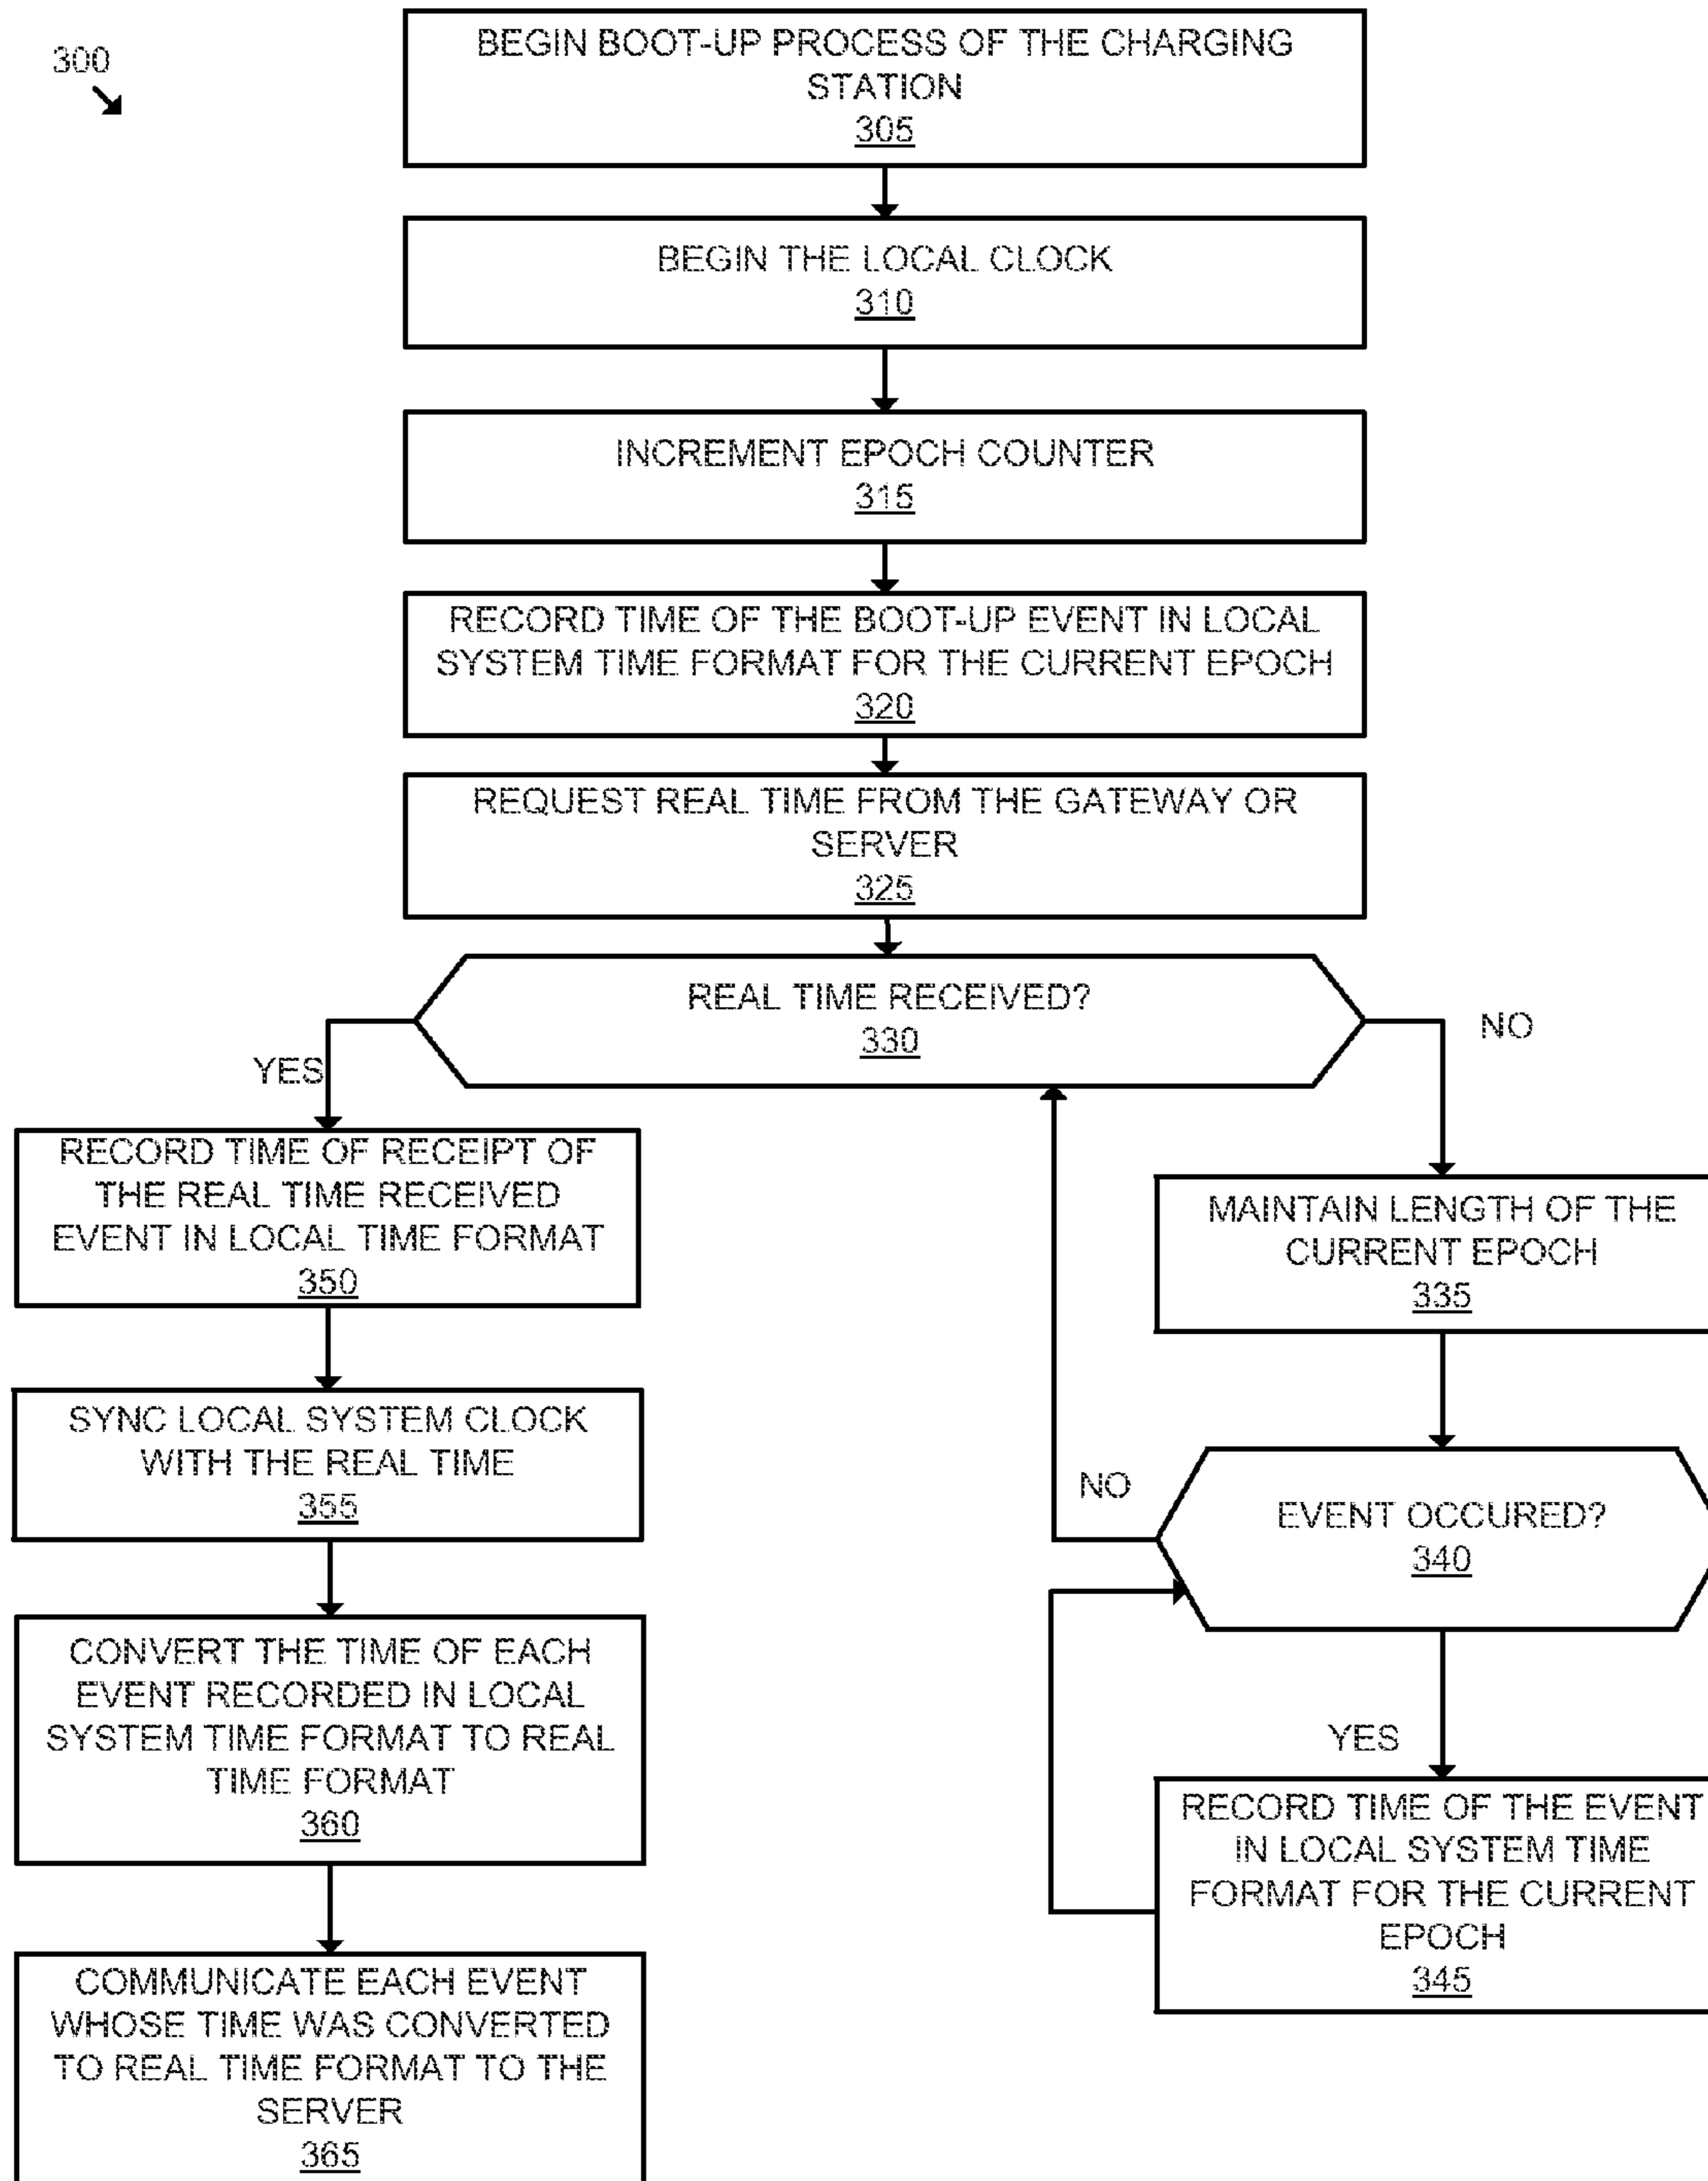 300
BEGIN BOOT-UP PROCESS OF THE CHARGING
STATION
305
BEGIN THE LOCAL CLOCK
310
INCREMENT EPOCH COUNTER
315
RECORD TIME OF THE BOOT-UP EVENT IN LOCAL
SYSTEM TIME FORMAT FOR THE CURRENT EPOCH
320
REQUEST REAL TIME FROM THE GATEWAY OR
SERVER
325
REAL TIME RECEIVED?
330
YES
NO
RECORD TIME OF RECEIPT OF
THE REAL TIME RECEIVED
EVENT IN LOCAL TIME FORMAT
350
SYNC LOCAL SYSTEM CLOCK
WITH THE REAL TIME
355
CONVERT THE TIME OF EACH
EVENT RECORDED IN LOCAL
SYSTEM TIME FORMAT TO REAL
TIME FORMAT
360
COMMUNICATE EACH EVENT
WHOSE TIME WAS CONVERTED
TO REAL TIME FORMAT TO THE
SERVER
365
MAINTAIN LENGTH OF THE
CURRENT EPOCH
335
NO
EVENT OCCURED?
340
YES
RECORD TIME OF THE EVENT
IN LOCAL SYSTEM TIME
FORMAT FOR THE CURRENT
EPOCH
345